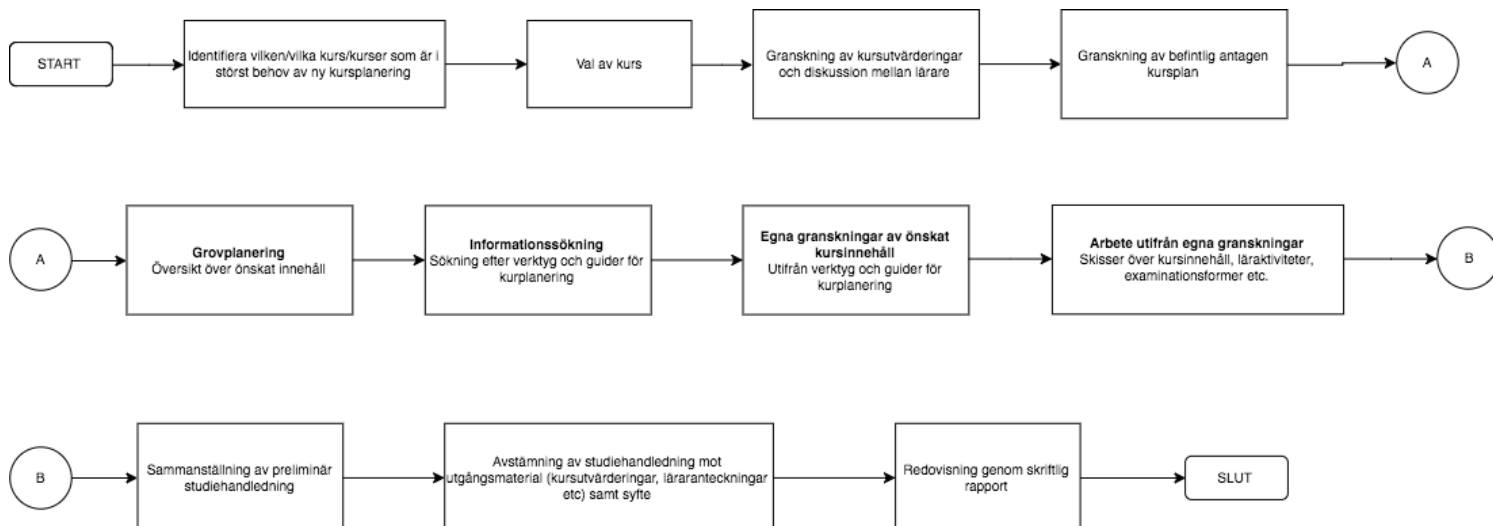 START
Identifiera vilken/vilka kurs/kurser som är i
störst behov av ny kursplanering
Val av kurs
Granskning av kursutvärderingar
och diskussion mellan lärare
Granskning av befintlig antagen
kursplan
A
A
Grovplanering
Översikt över önskat innehåll
Informationssökning
Sökning efter verktyg och guider för
kurplanering
Egna granskningar av önskat
kursinnehåll
Utifrån verktyg och guider för
kurplanering
Arbete utifrån egna granskningar
Skisser över kursinnehåll, läraktiviteter,
examinationsformer etc.
B
B
Sammanställning av preliminär
studiehandledning
Avstämning av studiehandledning mot
utgångsmaterial (kursutvärderingar, läraranteckningar
etc) samt syfte
Redovisning genom skriftlig
rapport
SLUT